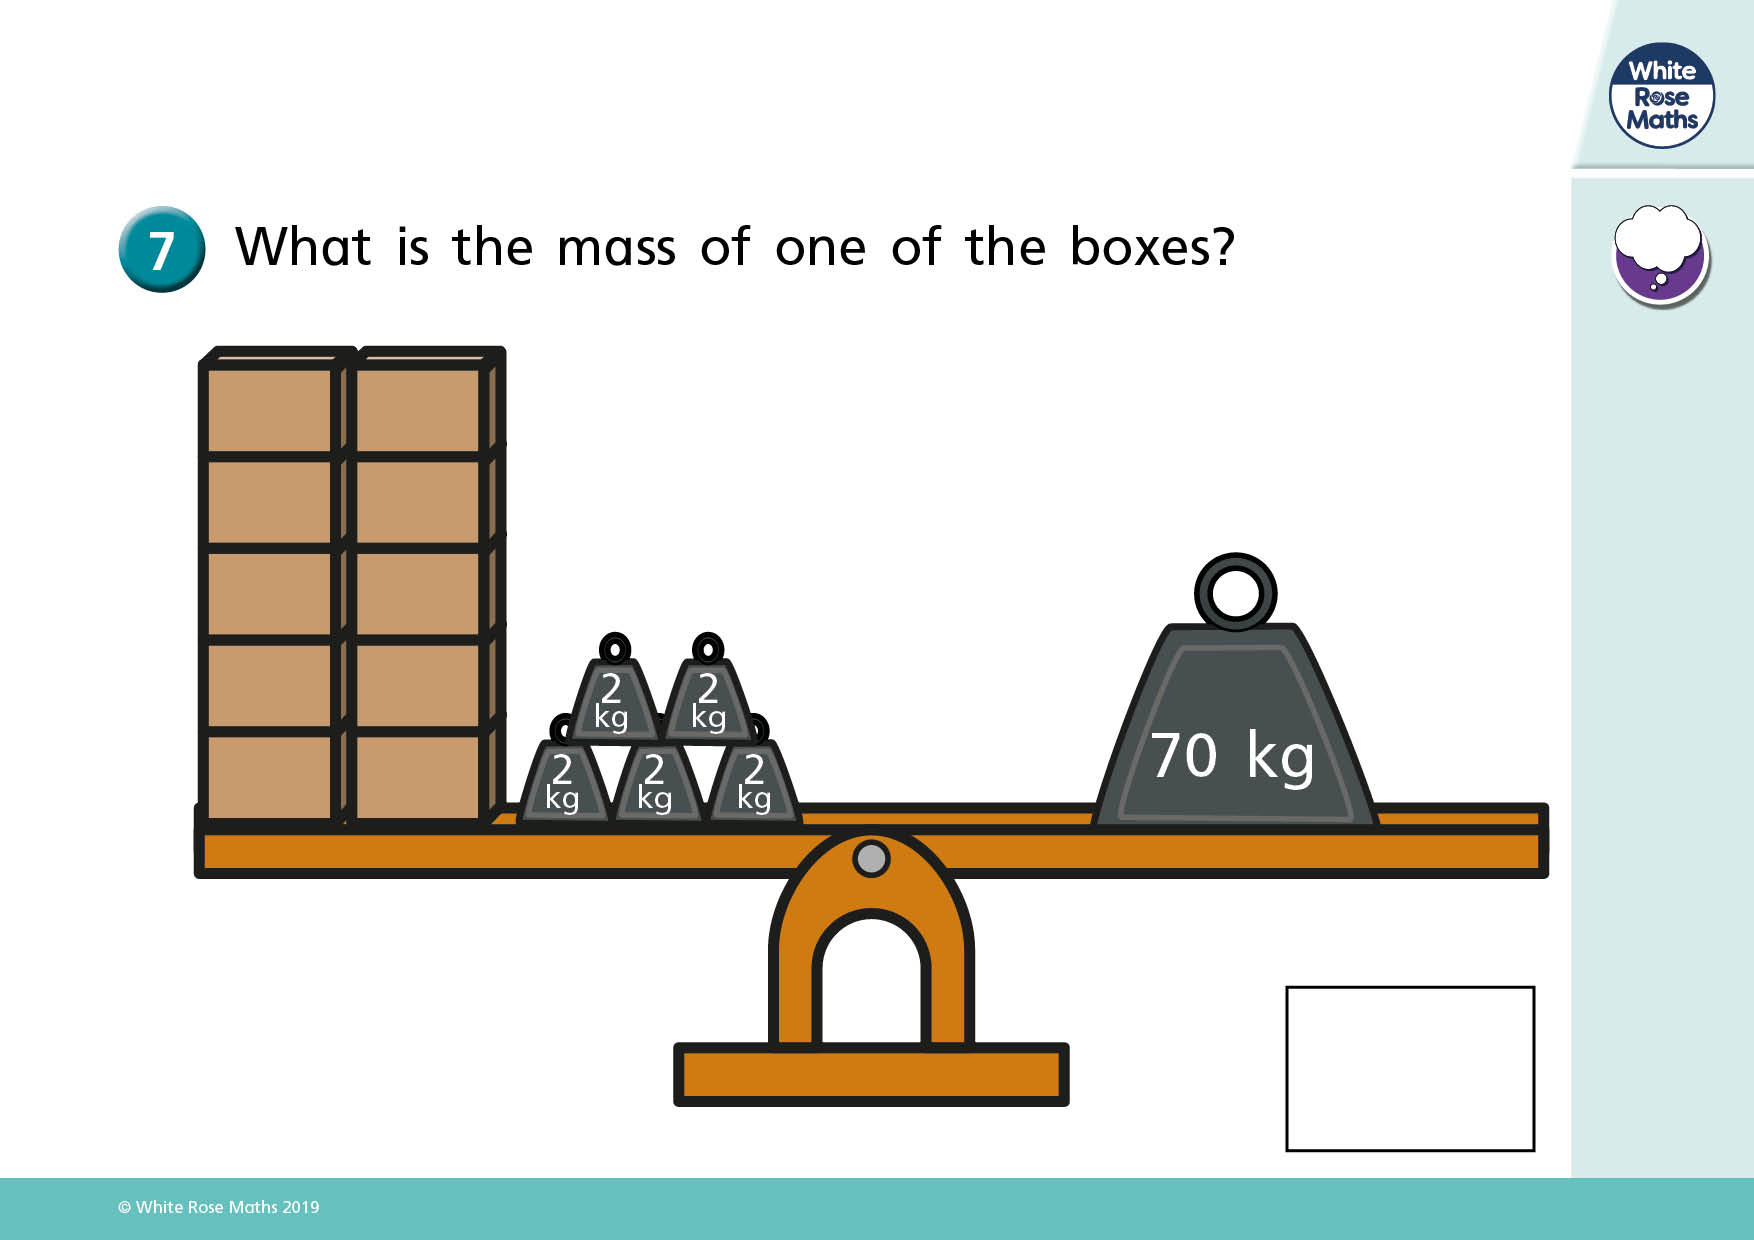 White
Rose
Maths
7 What is the mass of one of the boxes?
2
kg
2
kg
2
kg
2
kg
2
kg
70 kg
© White Rose Maths 2019